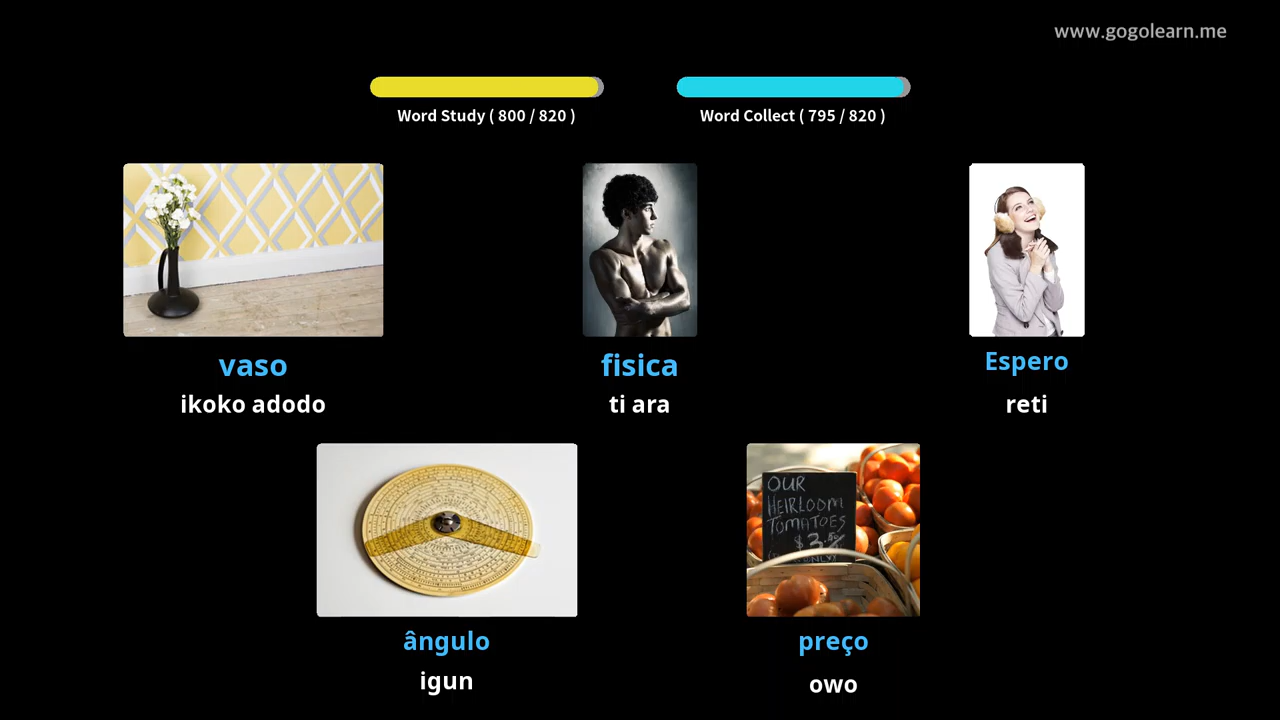 www.gogolearn.me
Word Study ( 800 / 820 )
Word Collect ( 795 / 820 )
vaso
fisica
Espero
ikoko adodo
ti ara
reti
OUR
HEIRLOOM
TOMATOES
ângulo
preço
igun
owo